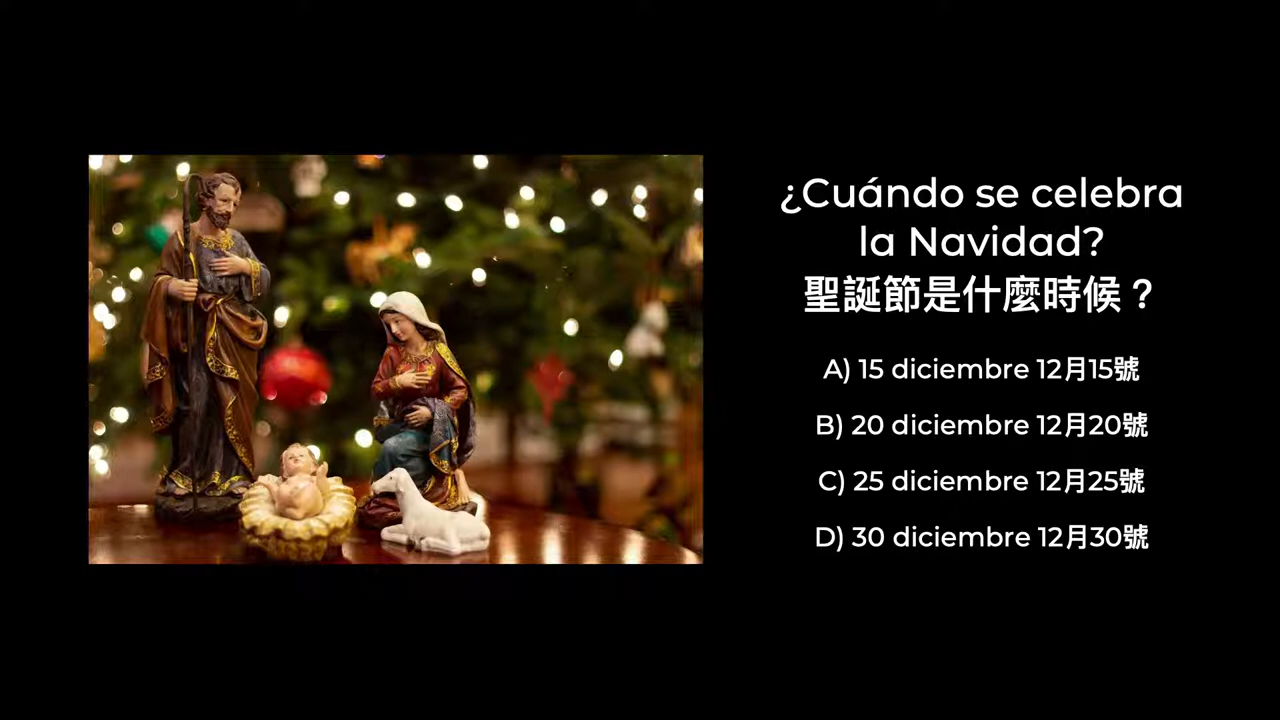 ¿Cuándo se celebra
la Navidad?
聖誕節是什麼時候？
A) 15 diciembre 12月15號
B) 20 diciembre 12月20號
C) 25 diciembre 12月25號
D) 30 diciembre 12月30號